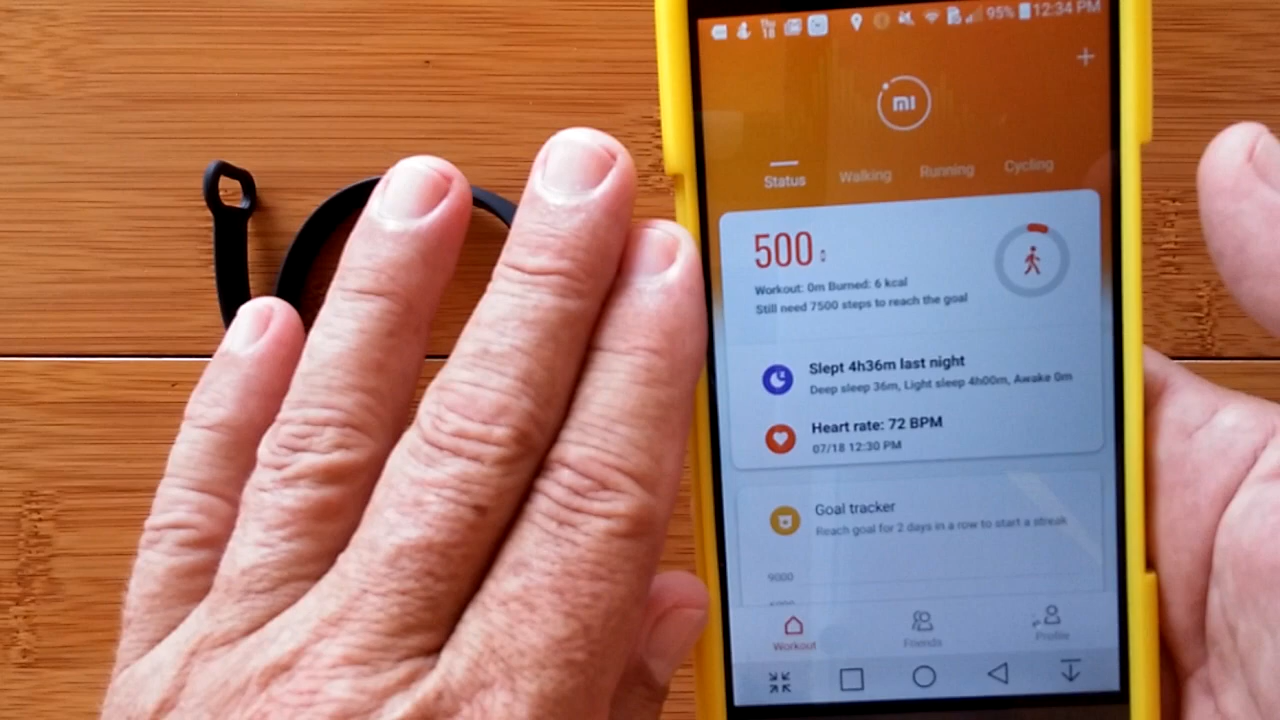 Thu
18
95% 12:34 PM
+
mi
Status Walking Running Cycling
500
Workout: 0m Burned: 6 kcal
Still need 7500 steps to reach the goal
Slept 4h36m last night
Deep sleep 36m, Light sleep 4h00m, Awake 0m
Heart rate: 72 BPM
07/18 12:30 PM
Goal tracker
Reach goal for 2 days in a row to start a streak
9000
Workout Friends Profile